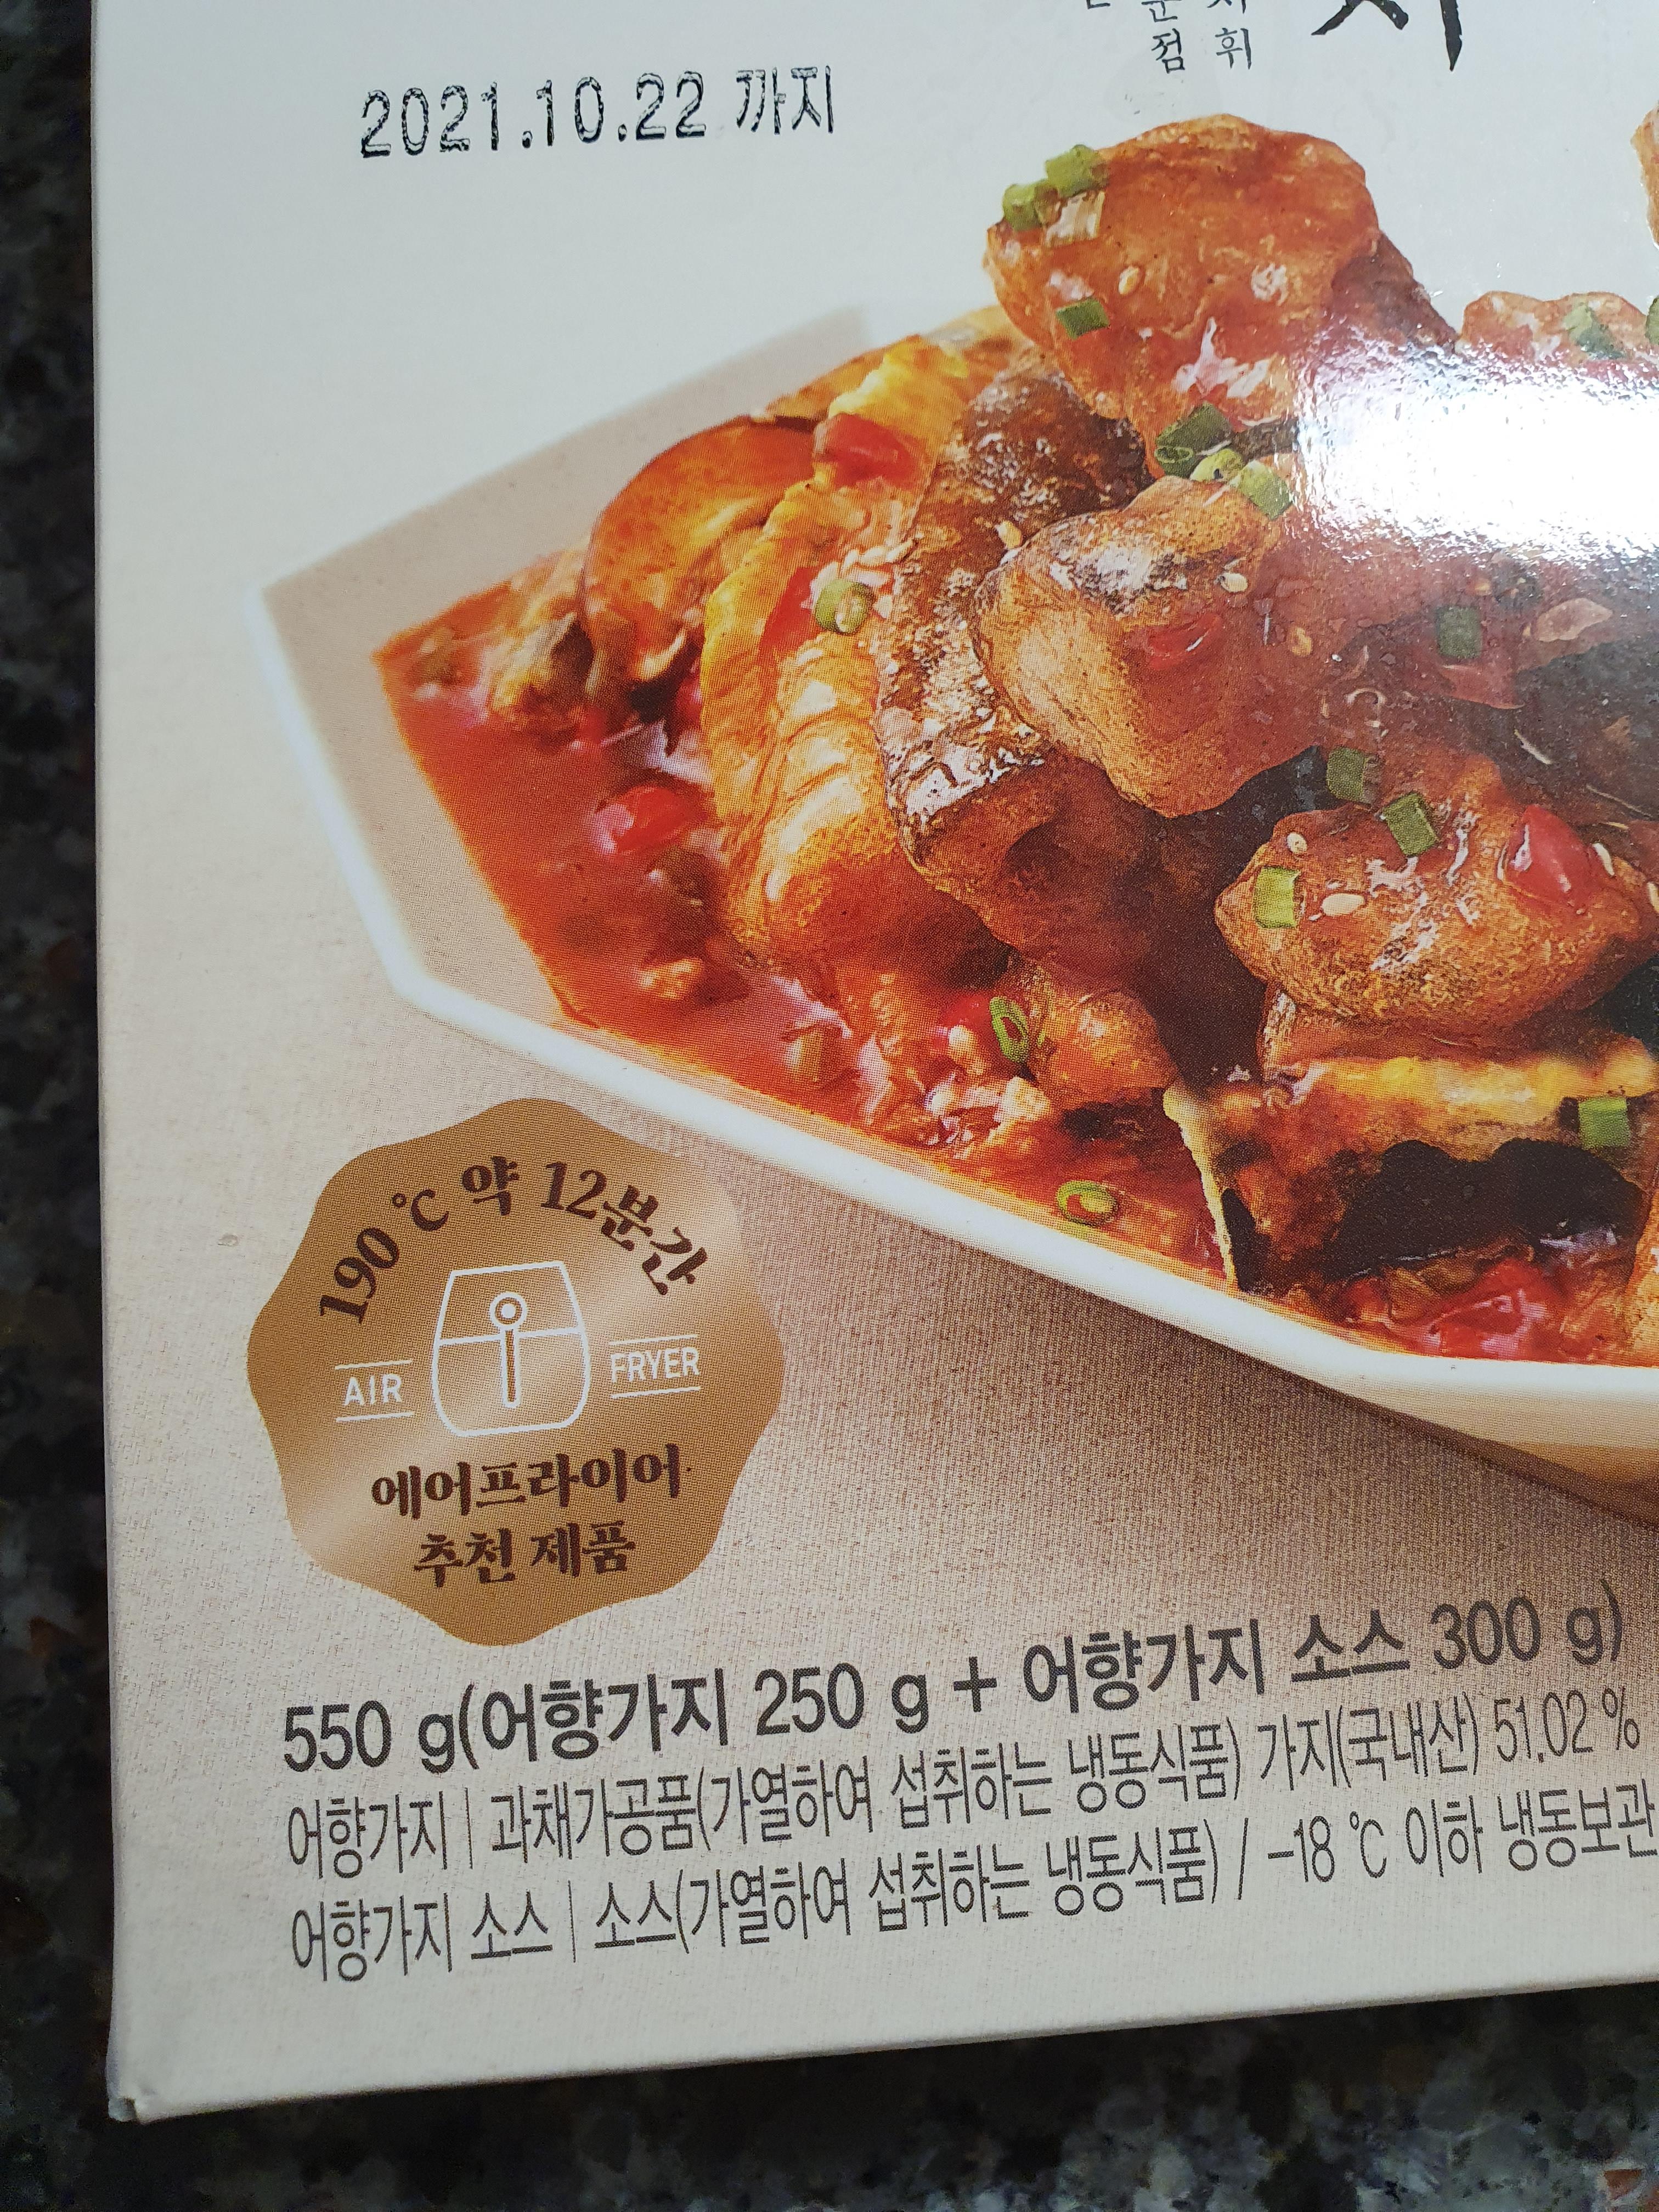 점 휘
2021.10.22 까지
190 ℃ 약 12분간
AIR FRYER
에어프라이어
추천 제품
550 g(어향가지 250 g + 어향가지 소스 300 g)
어향가지 | 과채가공품(가열하여 섭취하는 냉동식품) 가지(국내산) 51.02 %
어향가지 소스 | 소스(가열하여 섭취하는 냉동식품) / -18 ℃ 이하 냉동보관